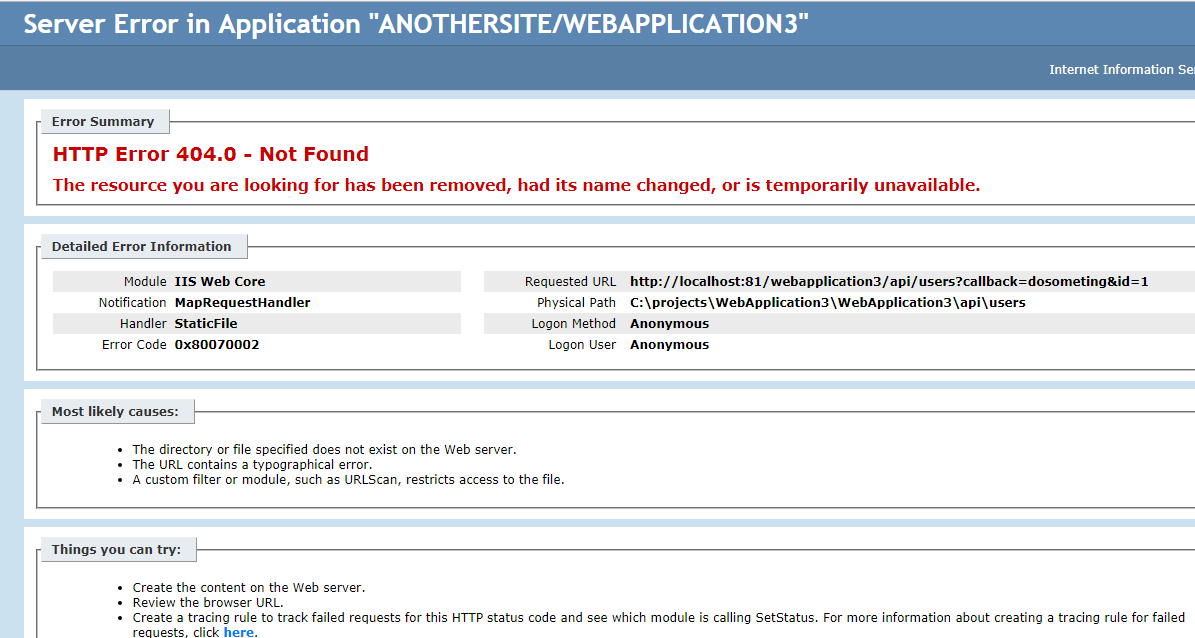 Server Error in Application "ANOTHERSITE/WEBAPPLICATION3"
Internet Information Se
Error Summary
HTTP Error 404.0 - Not Found
The resource you are looking for has been removed, had its name changed, or is temporarily unavailable.
Detailed Error Information
Module IIS Web Core
Notification MapRequestHandler
Handler StaticFile
Error Code 0x80070002
Requested URL http://localhost:81/webapplication3/api/users?callback=dosometing&id=1
Physical Path C:\projects\WebApplication3\WebApplication3\api\users
Logon Method Anonymous
Logon User Anonymous
Most likely causes:
• The directory or file specified does not exist on the Web server.
• The URL contains a typographical error.
• A custom filter or module, such as URLScan, restricts access to the file.
Things you can try:
• Create the content on the Web server.
• Review the browser URL.
• Create a tracing rule to track failed requests for this HTTP status code and see which module is calling SetStatus. For more information about creating a tracing rule for failed
requests, click here.